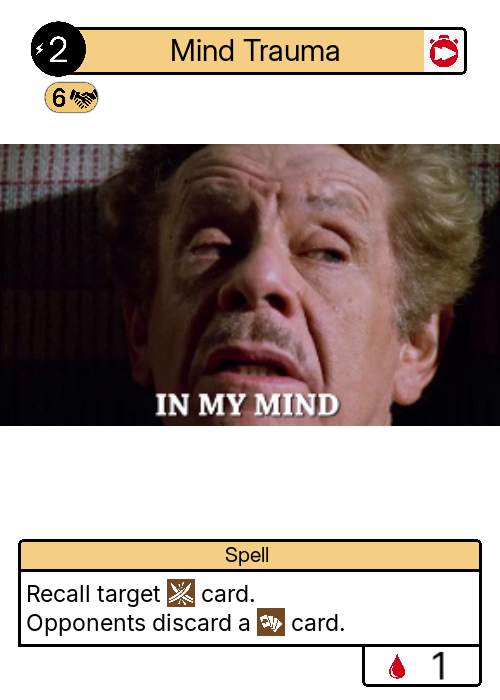 2
Mind Trauma
6
IN MY MIND
Spell
Recall target card.
Opponents discard a card.
1